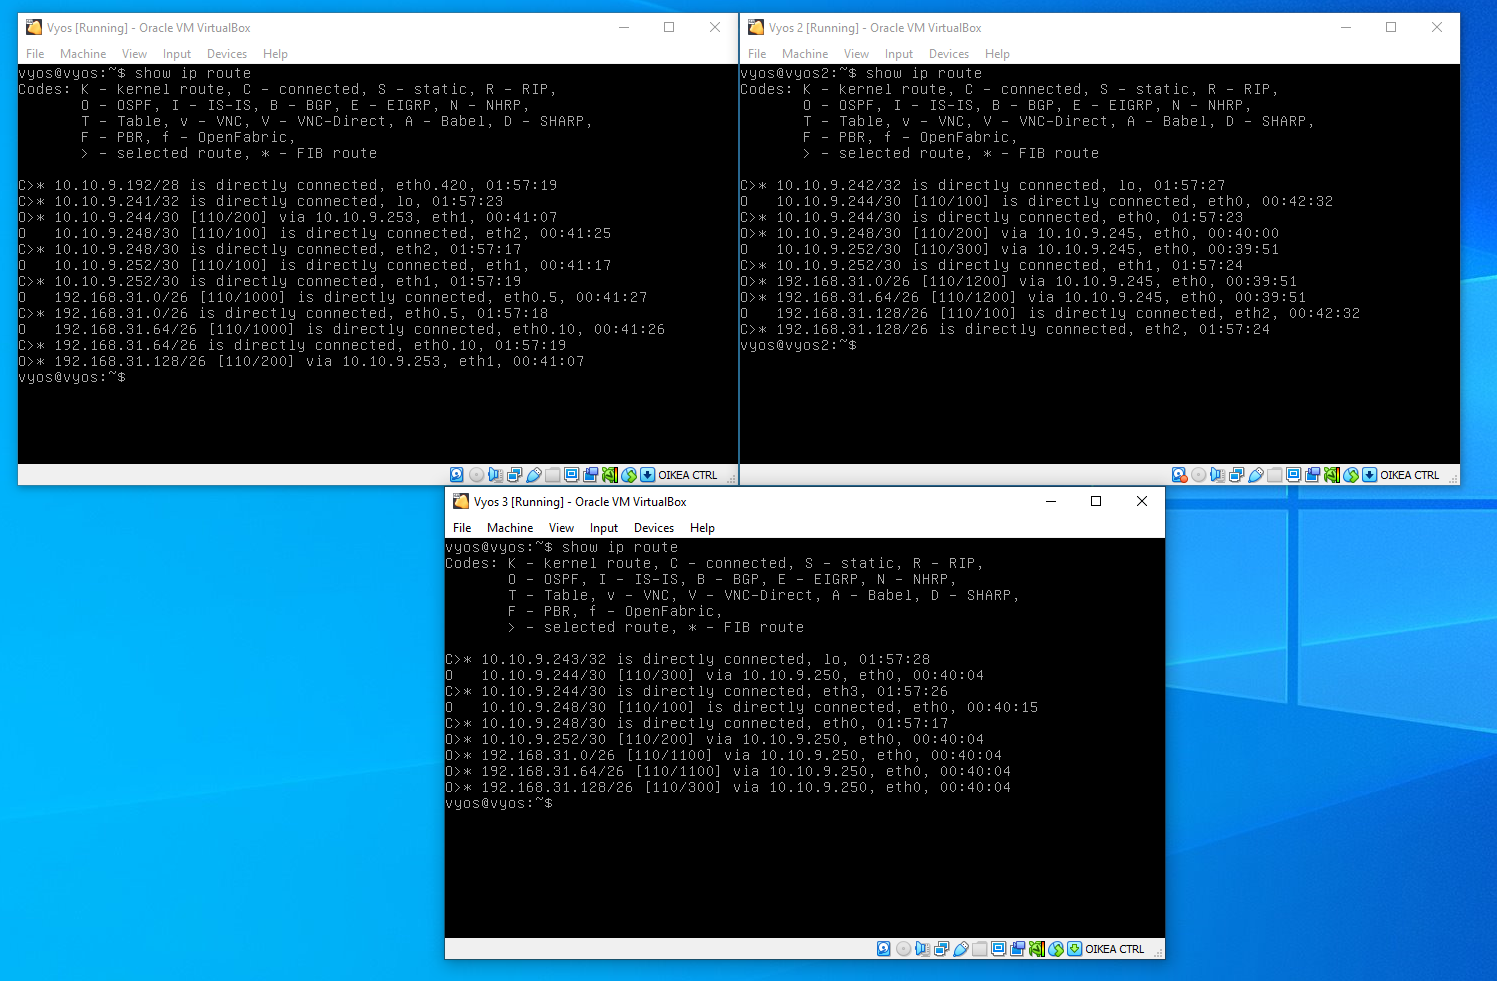 Vyos [Running] - Oracle VM VirtualBox
File Machine View Input Devices Help
vyos@vyos:~$ show ip route
Codes: K - kernel route, C - connected, S - static, R - RIP,
O - OSPF, I - IS-IS, B - BGP, E - EIGRP, N - NHRP,
T - Table, v - VNC, V - VNC-Direct, A - Babel, D - SHARP,
F - PBR, f - OpenFabric,
> - selected route, * - FIB route
C>* 10.10.9.192/28 is directly connected, eth0.420, 01:57:19
C>* 10.10.9.241/32 is directly connected, lo, 01:57:23
O>* 10.10.9.244/30 [110/200] via 10.10.9.253, eth1, 00:41:07
O   10.10.9.248/30 [110/100] is directly connected, eth2, 00:41:25
C>* 10.10.9.248/30 is directly connected, eth2, 01:57:17
O   10.10.9.252/30 [110/100] is directly connected, eth1, 00:41:17
C>* 10.10.9.252/30 is directly connected, eth1, 01:57:19
O   192.168.31.0/26 [110/1000] is directly connected, eth0.5, 00:41:27
C>* 192.168.31.0/26 is directly connected, eth0.5, 01:57:18
O   192.168.31.64/26 [110/1000] is directly connected, eth0.10, 00:41:26
C>* 192.168.31.64/26 is directly connected, eth0.10, 01:57:19
O>* 192.168.31.128/26 [110/200] via 10.10.9.253, eth1, 00:41:07
vyos@vyos:~$
OIKEA CTRL
Vyos 2 [Running] - Oracle VM VirtualBox
File Machine View Input Devices Help
vyos@vyos2:~$ show ip route
Codes: K - kernel route, C - connected, S - static, R - RIP,
O - OSPF, I - IS-IS, B - BGP, E - EIGRP, N - NHRP,
T - Table, v - VNC, V - VNC-Direct, A - Babel, D - SHARP,
F - PBR, f - OpenFabric,
> - selected route, * - FIB route
C>* 10.10.9.242/32 is directly connected, lo, 01:57:27
O   10.10.9.244/30 [110/100] is directly connected, eth0, 00:42:32
C>* 10.10.9.244/30 is directly connected, eth0, 01:57:23
O>* 10.10.9.248/30 [110/200] via 10.10.9.245, eth0, 00:40:00
O   10.10.9.252/30 [110/300] via 10.10.9.245, eth0, 00:39:51
C>* 10.10.9.252/30 is directly connected, eth1, 01:57:24
O>* 192.168.31.0/26 [110/1200] via 10.10.9.245, eth0, 00:39:51
O>* 192.168.31.64/26 [110/1200] via 10.10.9.245, eth0, 00:39:51
O   192.168.31.128/26 [110/100] is directly connected, eth2, 00:42:32
C>* 192.168.31.128/26 is directly connected, eth2, 01:57:24
vyos@vyos2:~$
OIKEA CTRL
Vyos 3 [Running] - Oracle VM VirtualBox
File Machine View Input Devices Help
vyos@vyos:~$ show ip route
Codes: K - kernel route, C - connected, S - static, R - RIP,
O - OSPF, I - IS-IS, B - BGP, E - EIGRP, N - NHRP,
T - Table, v - VNC, V - VNC-Direct, A - Babel, D - SHARP,
F - PBR, f - OpenFabric,
> - selected route, * - FIB route
C>* 10.10.9.243/32 is directly connected, lo, 01:57:28
O   10.10.9.244/30 [110/300] via 10.10.9.250, eth0, 00:40:04
C>* 10.10.9.244/30 is directly connected, eth3, 01:57:26
O   10.10.9.248/30 [110/100] is directly connected, eth0, 00:40:15
C>* 10.10.9.248/30 is directly connected, eth0, 01:57:17
O>* 10.10.9.252/30 [110/200] via 10.10.9.250, eth0, 00:40:04
O>* 192.168.31.0/26 [110/1100] via 10.10.9.250, eth0, 00:40:04
O>* 192.168.31.64/26 [110/1100] via 10.10.9.250, eth0, 00:40:04
O>* 192.168.31.128/26 [110/300] via 10.10.9.250, eth0, 00:40:04
vyos@vyos:~$
OIKEA CTRL